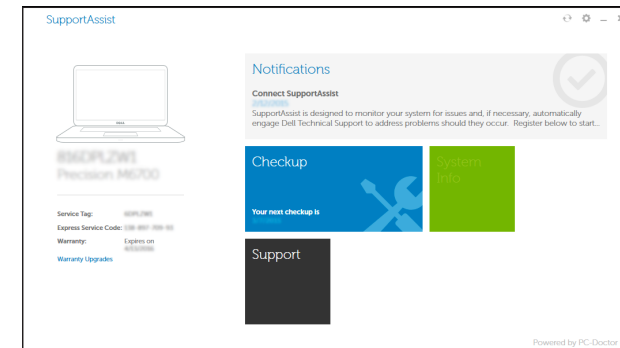 SupportAssist
DELL
Precision M6700
Service Tag:
Express Service Code:
Warranty: Expires on
Warranty Upgrades
Notifications
Connect SupportAssist
SupportAssist is designed to monitor your system for issues and, if necessary, automatically
engage Dell Technical Support to address problems should they occur. Register below to start...
Checkup
Your next checkup is
System
Info
Support
Powered by PC-Doctor